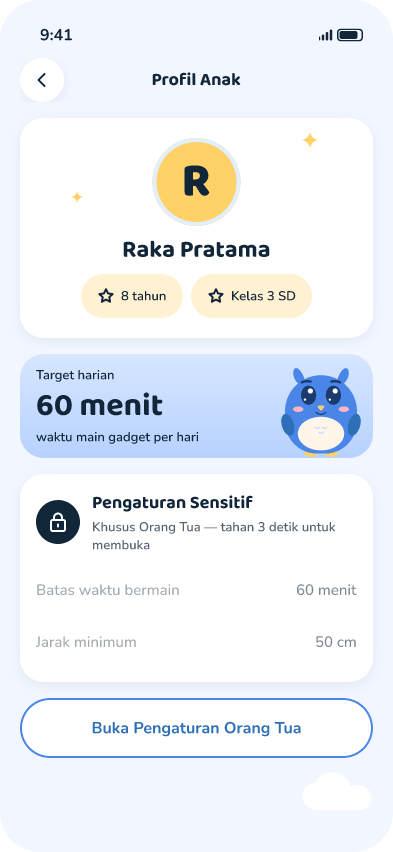 9:41
Profil Anak
R
Raka Pratama
8 tahun
Kelas 3 SD
Target harian
60 menit
waktu main gadget per hari
Pengaturan Sensitif
Khusus Orang Tua — tahan 3 detik untuk
membuka
Batas waktu bermain 60 menit
Jarak minimum 50 cm
Buka Pengaturan Orang Tua